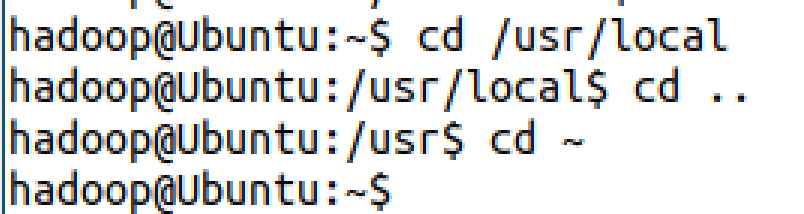 hadoop@Ubuntu:~$ cd /usr/local
hadoop@Ubuntu:/usr/local$ cd ..
hadoop@Ubuntu:/usr$ cd ~
hadoop@Ubuntu:~$